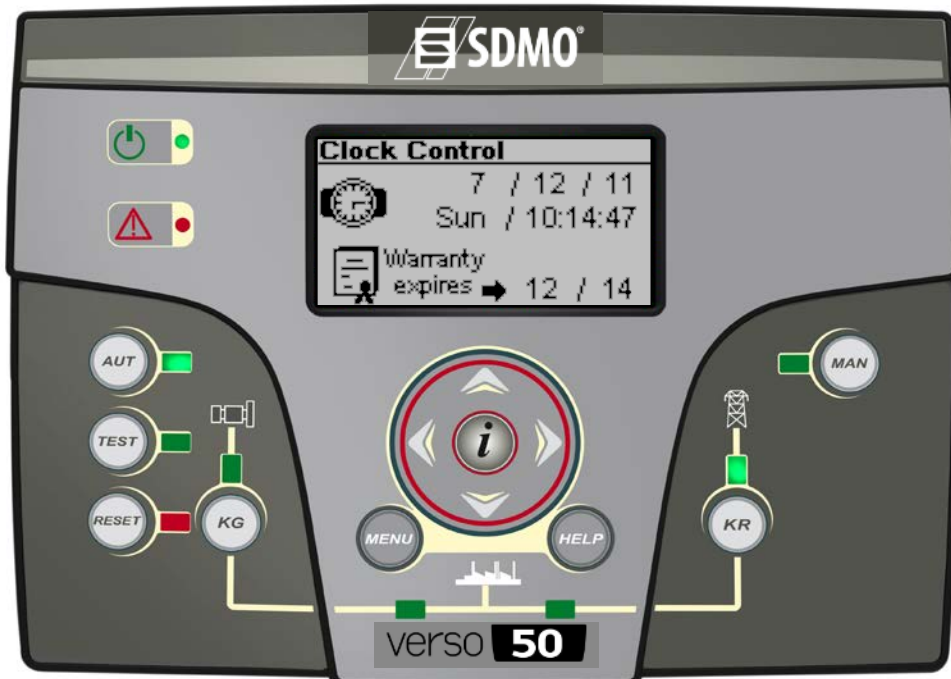 SDMO®
Clock Control
7 / 12 / 11
Sun / 10:14:47
Warranty
expires 12 / 14
AUT
MAN
TEST
RESET
KG
i
KR
MENU
HELP
verso 50